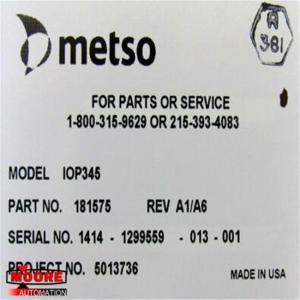 metso
R
381
FOR PARTS OR SERVICE
1-800-315-9629 OR 215-393-4083
MODEL IOP345
PART NO. 181575 REV A1/A6
SERIAL NO. 1414 - 1299559 - 013 - 001
PROJECT NO. 5013736
MADE IN USA
MOORE
AUTOMATION